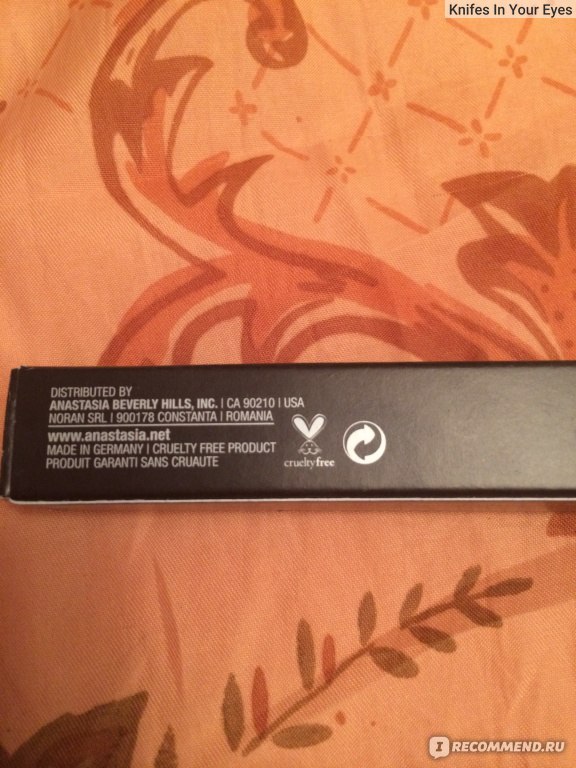 Knifes In Your Eyes
DISTRIBUTED BY
ANASTASIA BEVERLY HILLS, INC. | CA 90210 | USA
NORAN SRL | 900178 CONSTANTA | ROMANIA
www.anastasia.net
MADE IN GERMANY | CRUELTY FREE PRODUCT
PRODUIT GARANTI SANS CRUAUTE
crueltyfree
I RECOMMEND.RU